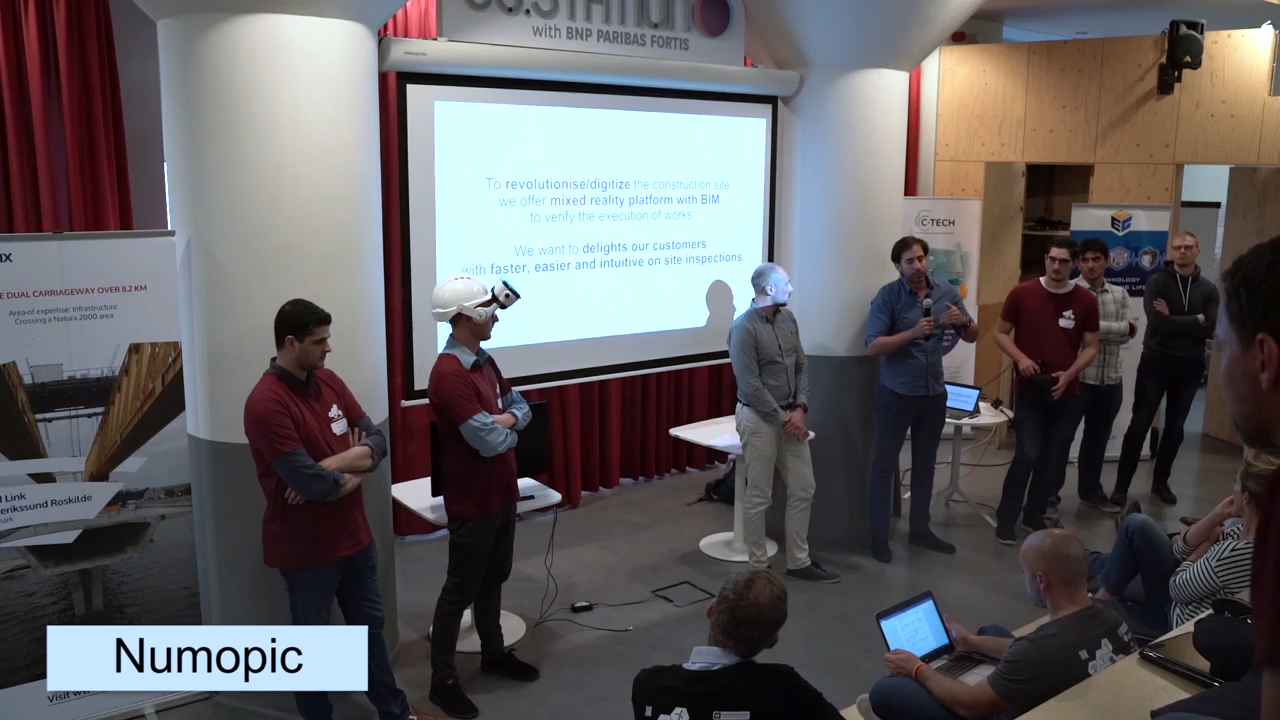 with BNP PARIBAS FORTIS
To revolutionise/digitize the construction site
we offer mixed reality platform with BIM
to verify the execution of works.
We want to delights our customers
with faster, easier and intuitive on site inspections.
C-TECH
DUAL CARRIAGEWAY OVER 8.2 KM
Area of expertise: Infrastructure
Crossing a Natura 2000 area
Link
Roskilde
Visit
Numopic